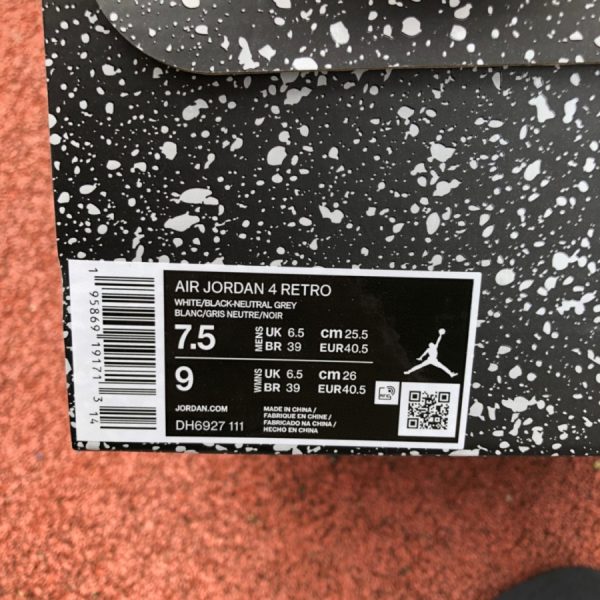 AIR JORDAN 4 RETRO
WHITE/BLACK-NEUTRAL GREY
BLANC/GRIS NEUTRE/NOIR
7.5 MENS UK 6.5 cm 25.5
BR 39 EUR 40.5
9 WMNS UK 6.5 cm 26
BR 39 EUR 40.5
JORDAN.COM
DH6927 111
MADE IN CHINA /
FABRIQUE EN CHINE /
FABRICADO NA CHINA /
HECHO EN CHINA
1 95869 19171 3 14